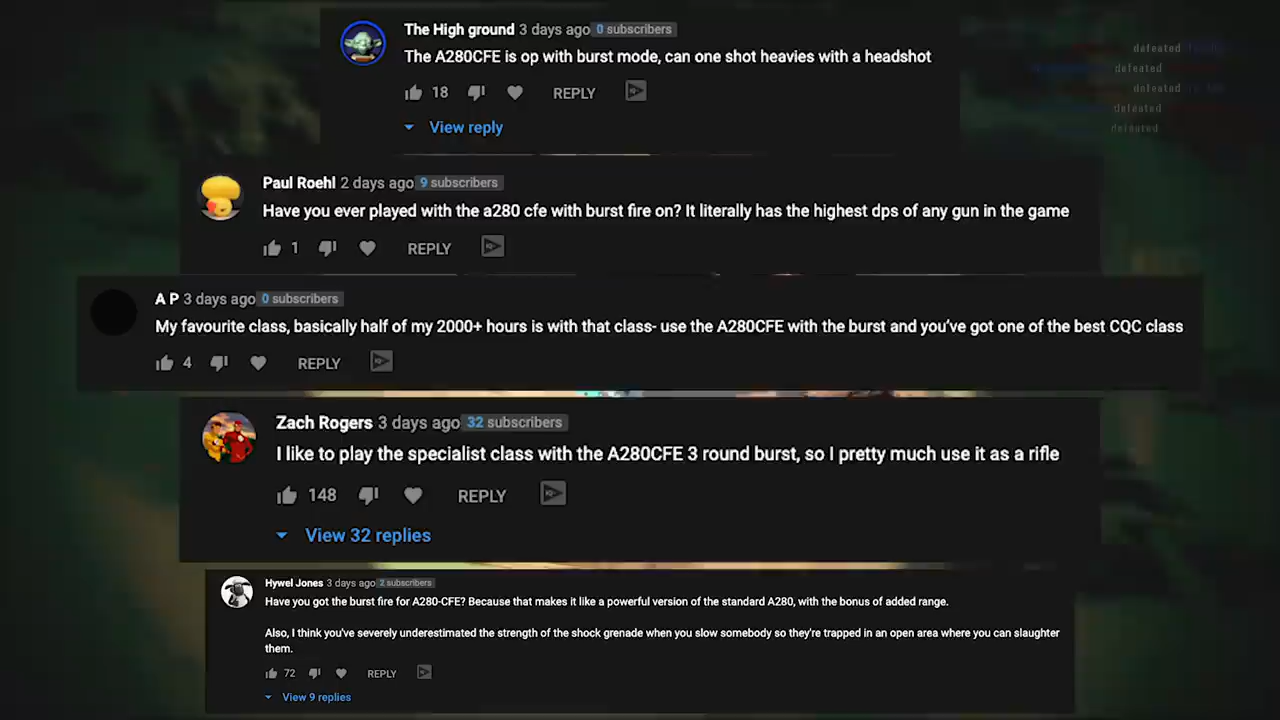 The High ground 3 days ago 0 subscribers
The A280CFE is op with burst mode, can one shot heavies with a headshot
18 REPLY
View reply
defeated
defeated
defeated
defeated
defeated
Paul Roehl 2 days ago 9 subscribers
Have you ever played with the a280 cfe with burst fire on? It literally has the highest dps of any gun in the game
1 REPLY
A P 3 days ago 0 subscribers
My favourite class, basically half of my 2000+ hours is with that class- use the A280CFE with the burst and you've got one of the best CQC class
4 REPLY
Zach Rogers 3 days ago 32 subscribers
I like to play the specialist class with the A280CFE 3 round burst, so I pretty much use it as a rifle
148 REPLY
View 32 replies
Hywel Jones 3 days ago 2 subscribers
Have you got the burst fire for A280-CFE? Because that makes it like a powerful version of the standard A280, with the bonus of added range.
Also, I think you've severely underestimated the strength of the shock grenade when you slow somebody so they're trapped in an open area where you can slaughter
them.
72 REPLY
View 9 replies